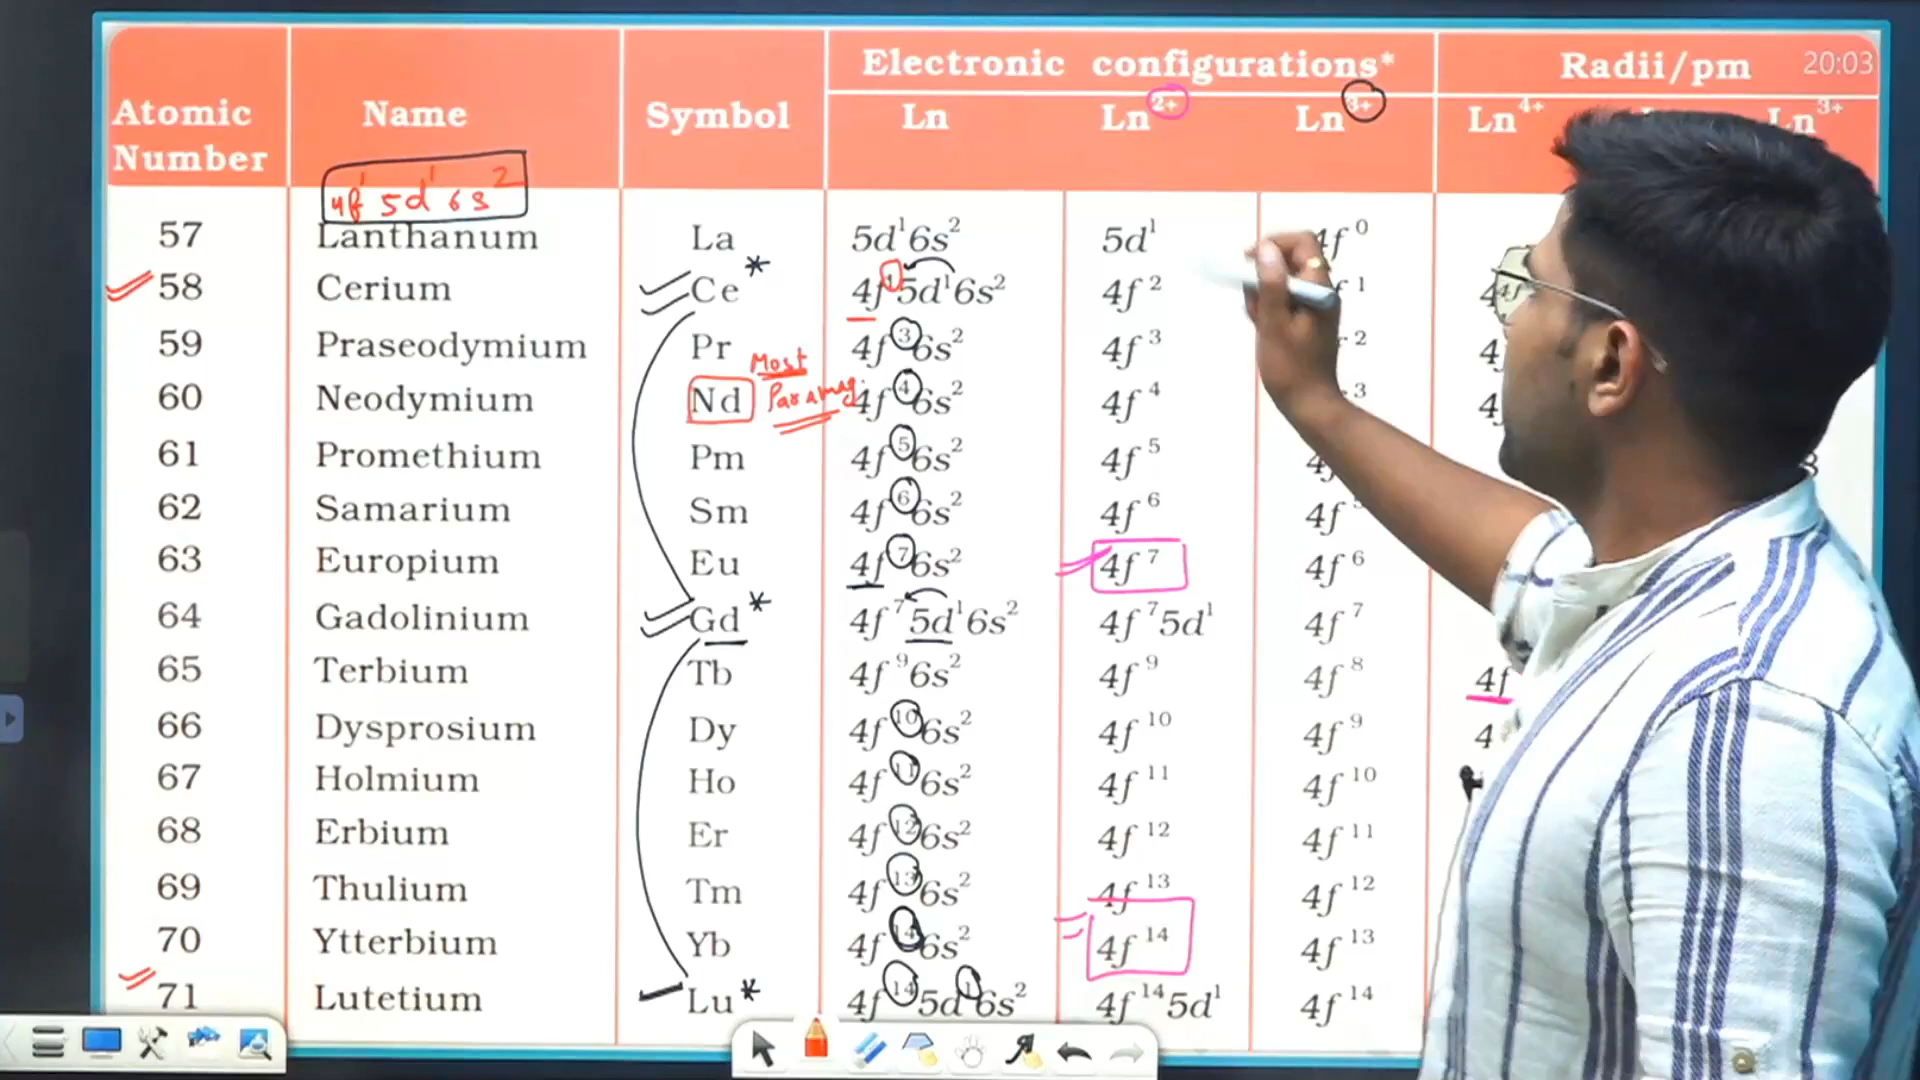 Electronic configurations* Radii/pm 20:03
Atomic Number Name Symbol Ln Ln²⁺ Ln³⁺ Ln⁴⁺ Ln³⁺
4f¹ 5d¹ 6s²
57 Lanthanum La 5d¹6s² 5d¹ 4f⁰
58 Cerium Ce* 4f¹5d¹6s² 4f² f¹
59 Praseodymium Pr 4f³6s² 4f³
Most
60 Neodymium Nd Paramag. 4f⁴6s² 4f⁴
61 Promethium Pm 4f⁵6s² 4f⁵
62 Samarium Sm 4f⁶6s² 4f⁶ 4f
63 Europium Eu 4f⁷6s² 4f⁷ 4f⁶
64 Gadolinium Gd* 4f⁷5d¹6s² 4f⁷5d¹ 4f⁷
65 Terbium Tb 4f⁹6s² 4f⁹ 4f⁸ 4f
66 Dysprosium Dy 4f¹⁰6s² 4f¹⁰ 4f⁹ 4
67 Holmium Ho 4f¹¹6s² 4f¹¹ 4f¹⁰
68 Erbium Er 4f¹²6s² 4f¹² 4f¹¹
69 Thulium Tm 4f¹³6s² 4f¹³ 4f¹²
70 Ytterbium Yb 4f¹⁴6s² 4f¹⁴ 4f¹³
71 Lutetium Lu* 4f¹⁴5d¹6s² 4f¹⁴5d¹ 4f¹⁴